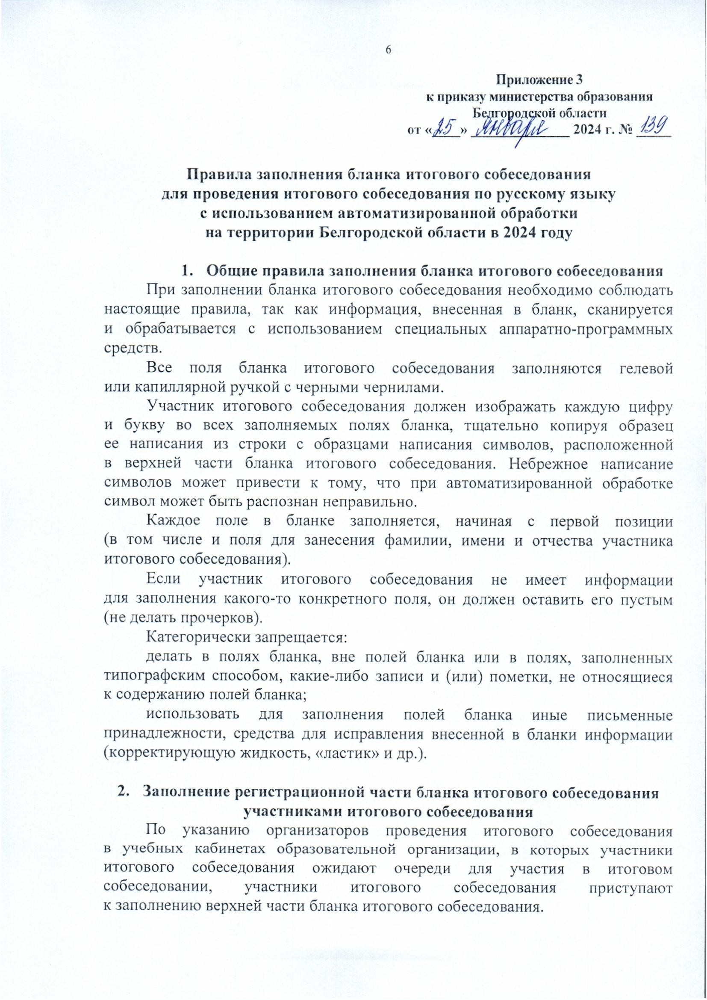 6
Приложение 3
к приказу министерства образования
Белгородской области
от «25» января 2024 г. № 139
Правила заполнения бланка итогового собеседования
для проведения итогового собеседования по русскому языку
с использованием автоматизированной обработки
на территории Белгородской области в 2024 году
1. Общие правила заполнения бланка итогового собеседования
При заполнении бланка итогового собеседования необходимо соблюдать
настоящие правила, так как информация, внесенная в бланк, сканируется
и обрабатывается с использованием специальных аппаратно-программных
средств.
Все поля бланка итогового собеседования заполняются гелевой
или капиллярной ручкой с черными чернилами.
Участник итогового собеседования должен изображать каждую цифру
и букву во всех заполняемых полях бланка, тщательно копируя образец
ее написания из строки с образцами написания символов, расположенной
в верхней части бланка итогового собеседования. Небрежное написание
символов может привести к тому, что при автоматизированной обработке
символ может быть распознан неправильно.
Каждое поле в бланке заполняется, начиная с первой позиции
(в том числе и поля для занесения фамилии, имени и отчества участника
итогового собеседования).
Если участник итогового собеседования не имеет информации
для заполнения какого-то конкретного поля, он должен оставить его пустым
(не делать прочерков).
Категорически запрещается:
делать в полях бланка, вне полей бланка или в полях, заполненных
типографским способом, какие-либо записи и (или) пометки, не относящиеся
к содержанию полей бланка;
использовать для заполнения полей бланка иные письменные
принадлежности, средства для исправления внесенной в бланки информации
(корректирующую жидкость, «ластик» и др.).
2. Заполнение регистрационной части бланка итогового собеседования
участниками итогового собеседования
По указанию организаторов проведения итогового собеседования
в учебных кабинетах образовательной организации, в которых участники
итогового собеседования ожидают очереди для участия в итоговом
собеседовании, участники итогового собеседования приступают
к заполнению верхней части бланка итогового собеседования.